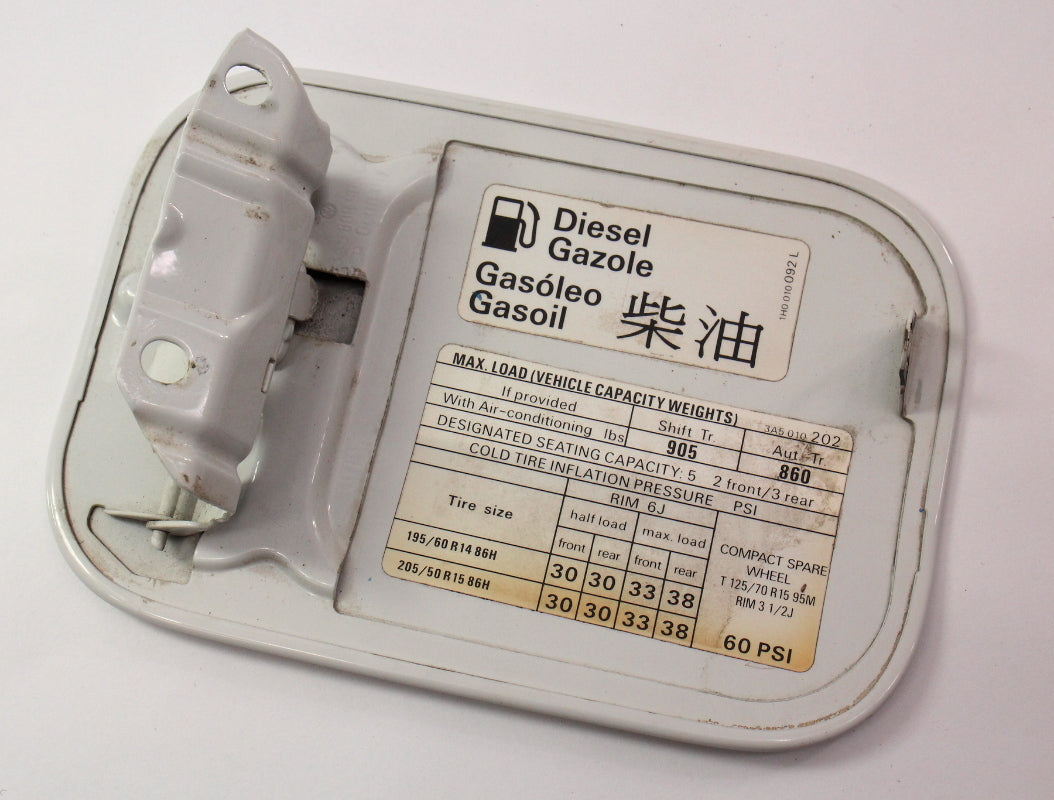 Diesel
Gazole
Gasóleo
Gasoil
柴油
1H0 010 092 L
MAX. LOAD (VEHICLE CAPACITY WEIGHTS)
3A5 010 202
If provided Shift Tr. Aut.-Tr.
With Air-conditioning lbs 905 860
DESIGNATED SEATING CAPACITY: 5 2 front/3 rear
COLD TIRE INFLATION PRESSURE PSI
Tire size RIM 6J
half load max. load
front rear front rear
195/60 R14 86H 30 30 33 38
205/50 R15 86H 30 30 33 38
COMPACT SPARE
WHEEL
T 125/70 R15 95M
RIM 3 1/2J
60 PSI